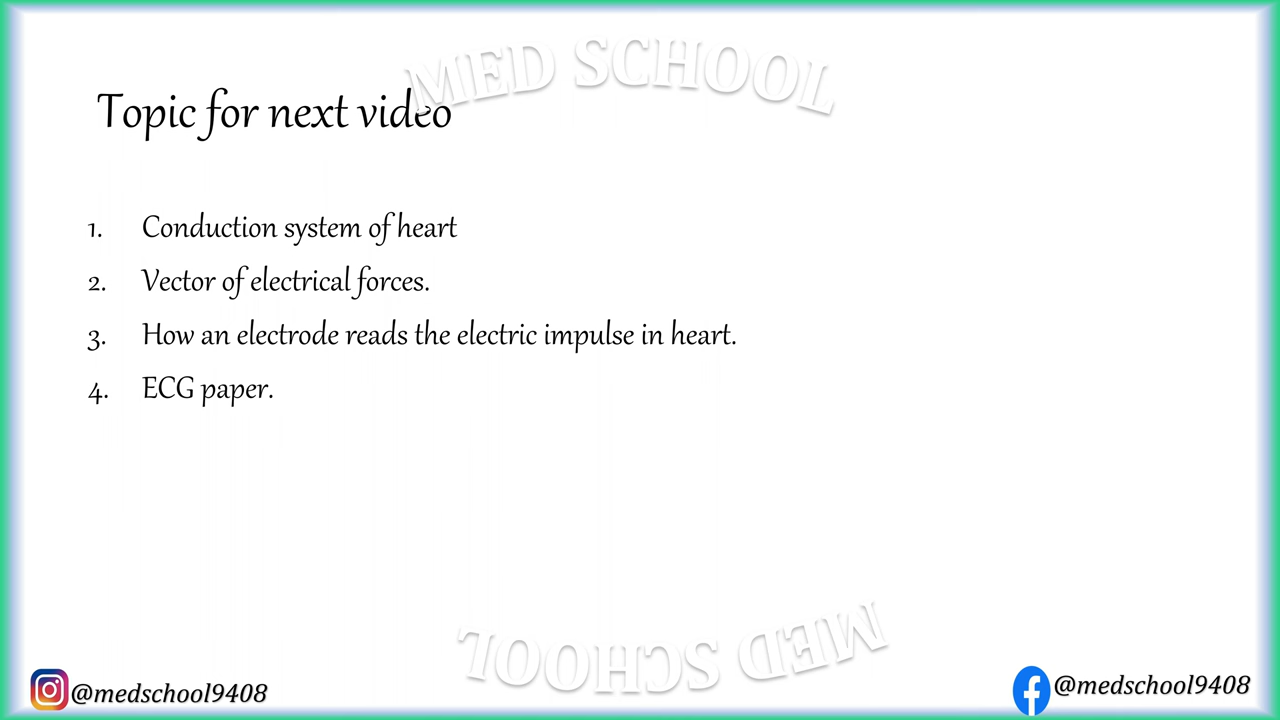 MED SCHOOL
Topic for next video
1. Conduction system of heart
2. Vector of electrical forces.
3. How an electrode reads the electric impulse in heart.
4. ECG paper.
MED SCHOOL
@medschool9408
@medschool9408